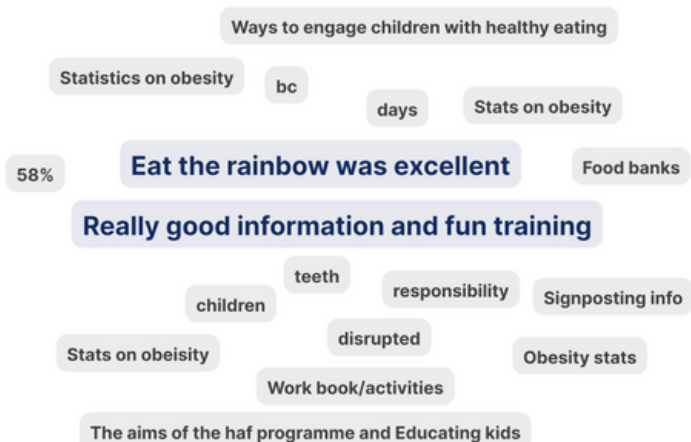 Ways to engage children with healthy eating
Statistics on obesity
bc
days
Stats on obesity
Eat the rainbow was excellent
58%
Food banks
Really good information and fun training
teeth
responsibility
Signposting info
children
disrupted
Stats on obeisity
Obesity stats
Work book/activities
The aims of the haf programme and Educating kids